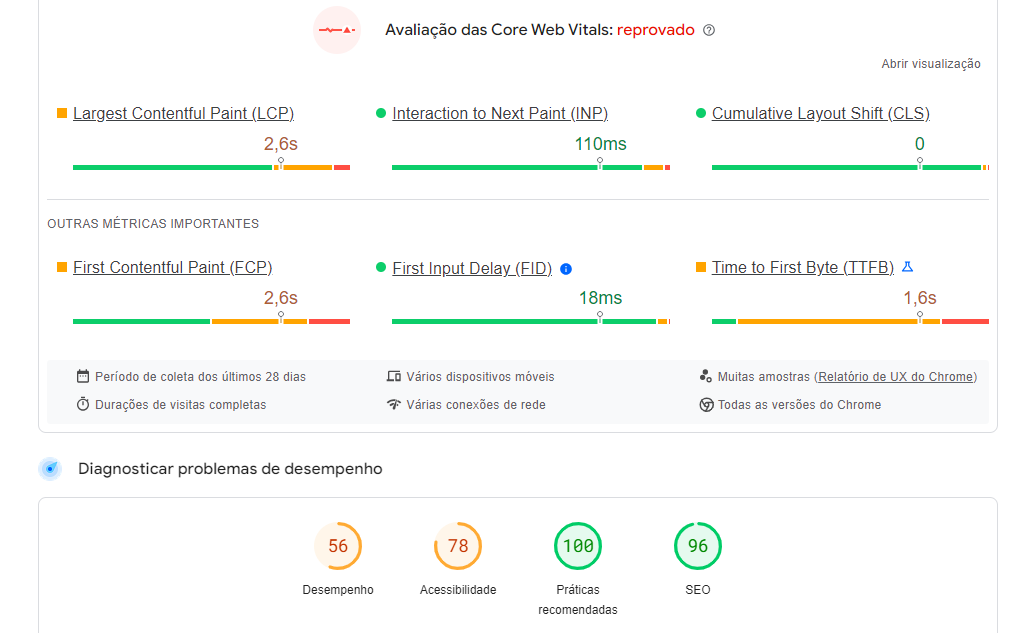 Avaliação das Core Web Vitals: reprovado
Abrir visualização
Largest Contentful Paint (LCP)
2,6s
Interaction to Next Paint (INP)
110ms
Cumulative Layout Shift (CLS)
0
OUTRAS MÉTRICAS IMPORTANTES
First Contentful Paint (FCP)
2,6s
First Input Delay (FID)
18ms
Time to First Byte (TTFB)
1,6s
Período de coleta dos últimos 28 dias
Vários dispositivos móveis
Muitas amostras (Relatório de UX do Chrome)
Durações de visitas completas
Várias conexões de rede
Todas as versões do Chrome
Diagnosticar problemas de desempenho
56
Desempenho
78
Acessibilidade
100
Práticas
recomendadas
96
SEO